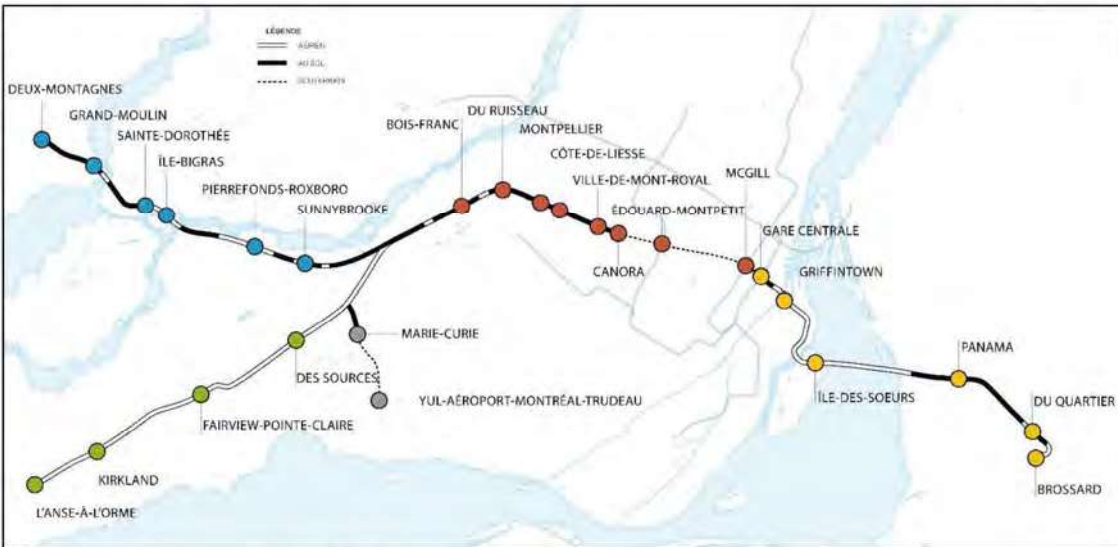 LÉGENDE
AÉRIEN
AU SOL
SOUTERRAIN
DEUX-MONTAGNES
GRAND-MOULIN
SAINTE-DOROTHÉE
ÎLE-BIGRAS
PIERREFONDS-ROXBORO
SUNNYBROOKE
BOIS-FRANC
DU RUISSEAU
MONTPELLIER
CÔTE-DE-LIESSE
VILLE-DE-MONT-ROYAL
MCGILL
ÉDOUARD-MONTPETIT
GARE CENTRALE
CANORA
GRIFFINTOWN
MARIE-CURIE
PANAMA
DES SOURCES
ÎLE-DES-SOEURS
DU QUARTIER
YUL-AÉROPORT-MONTRÉAL-TRUDEAU
FAIRVIEW-POINTE-CLAIRE
KIRKLAND
BROSSARD
L'ANSE-À-L'ORME